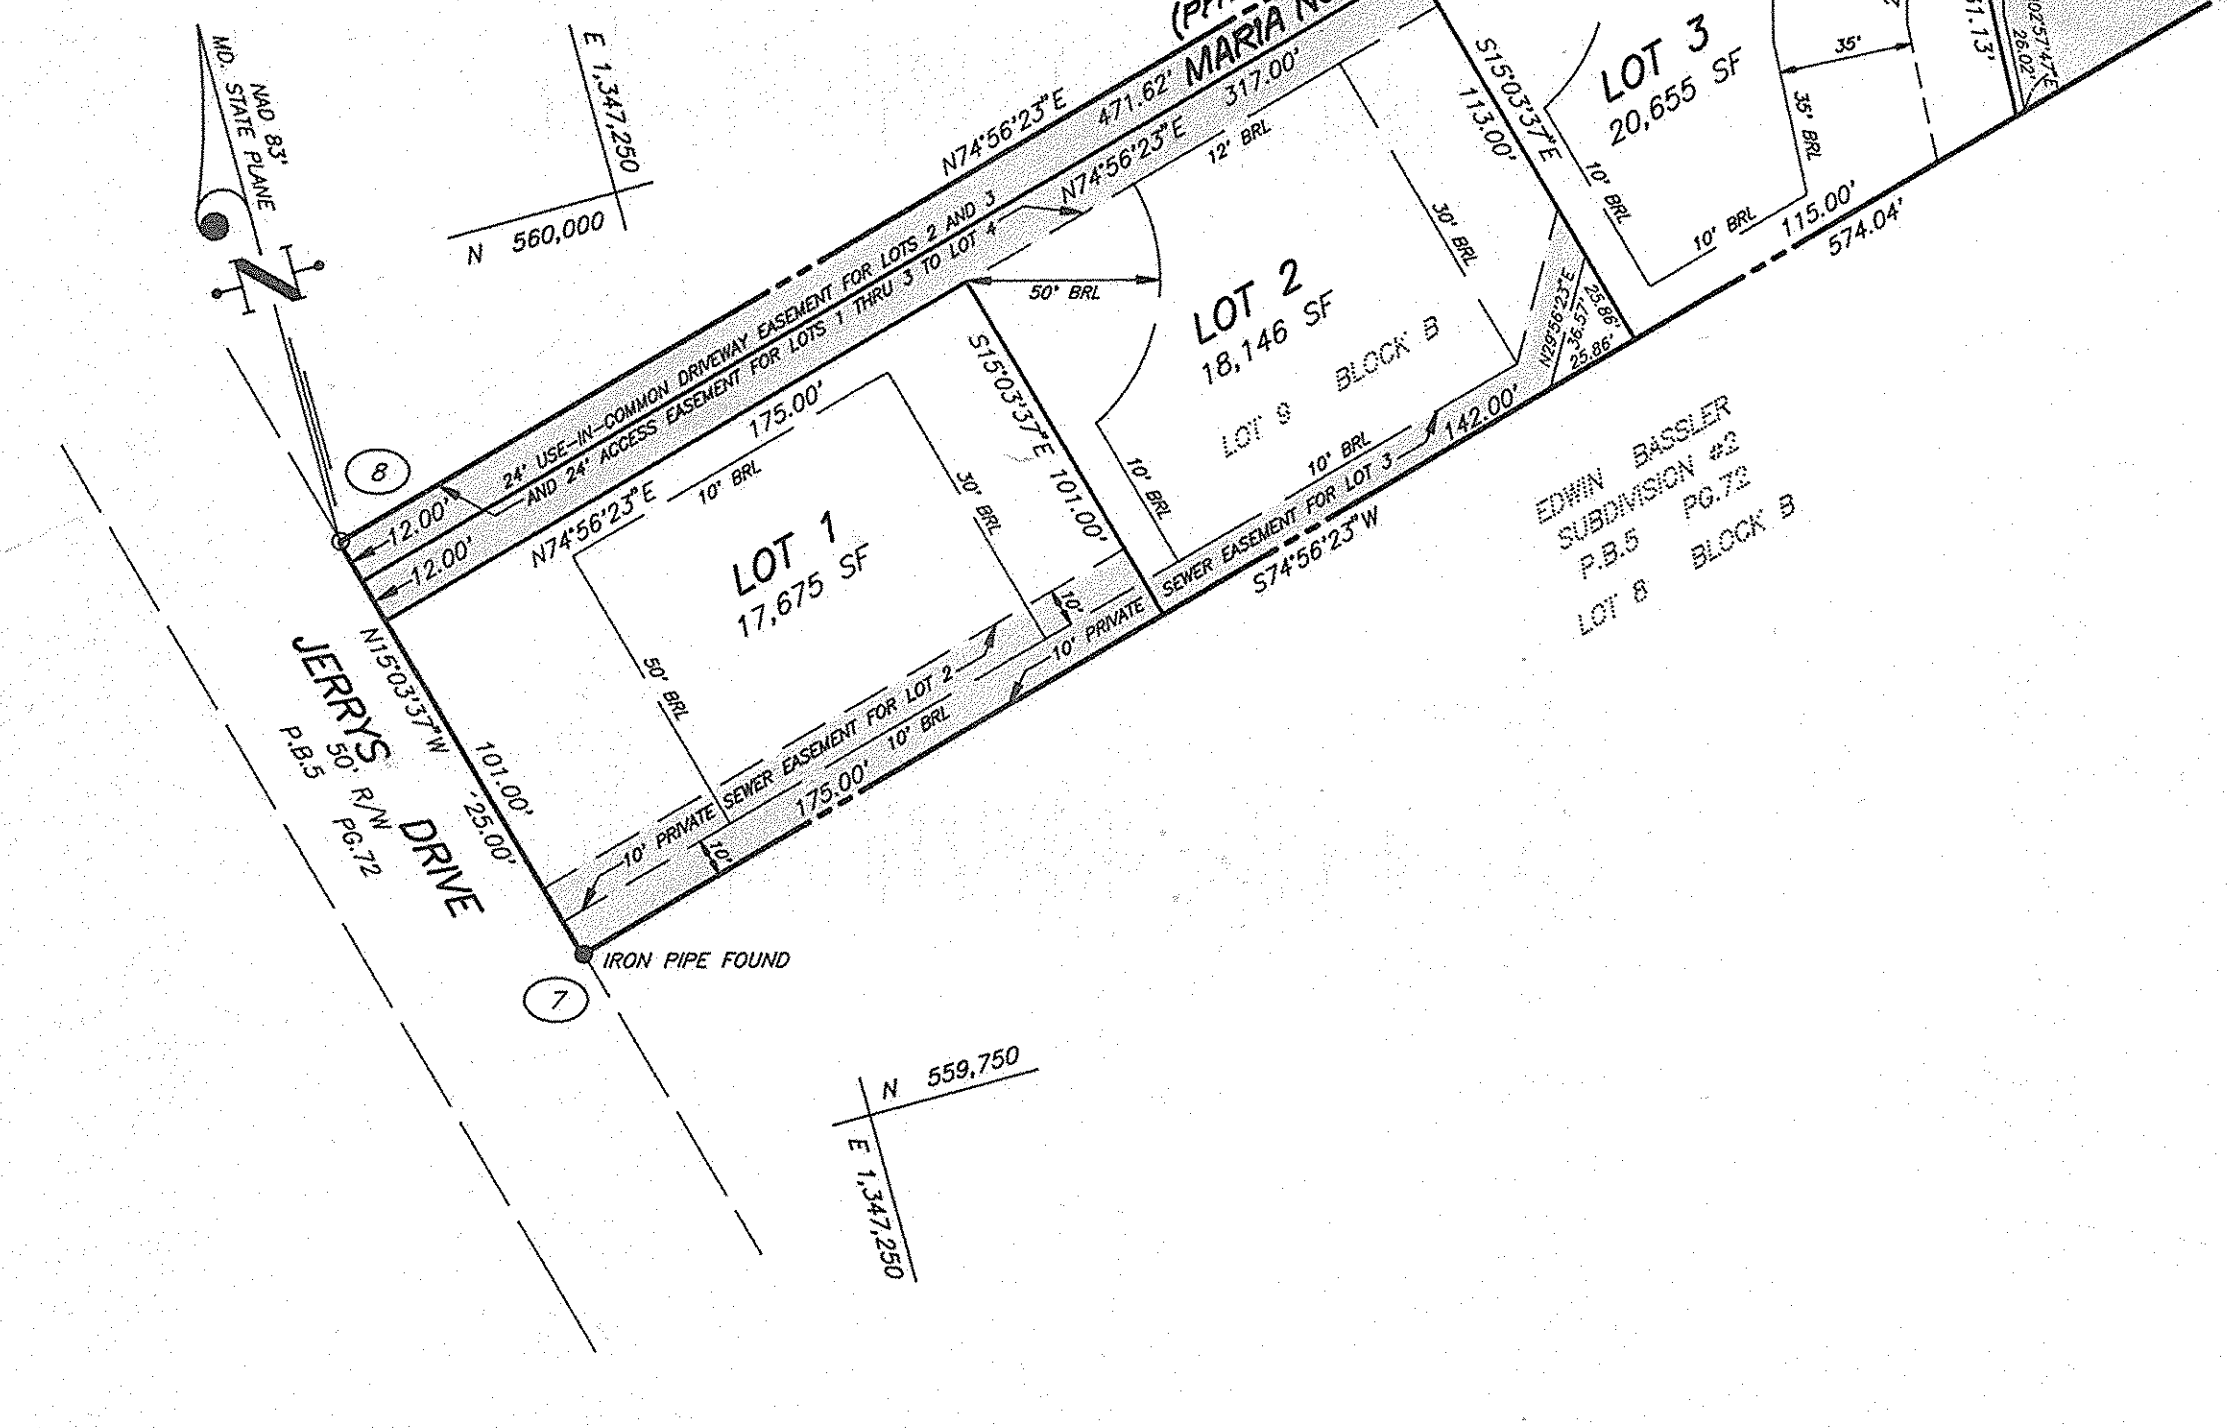 MD. STATE PLANE
NAD 83'
N
E 1,347,250
N 560,000
MARIA
N74°56'23"E 471.62'
317.00'
N74°56'23"E
12' BRL
24' USE-IN-COMMON DRIVEWAY EASEMENT FOR LOTS 2 AND 3
AND 24' ACCESS EASEMENT FOR LOTS 1 THRU 3 TO LOT 4
8
12.00'
12.00'
N74°56'23"E
175.00'
10' BRL
30' BRL
LOT 1
17,675 SF
50' BRL
10'
10' PRIVATE SEWER EASEMENT FOR LOT 2
10' BRL
175.00'
10'
N15°03'37"W
101.00'
25.00'
JERRYS DRIVE
50' R/W
P.B.5 PG.72
IRON PIPE FOUND
7
S15°03'37"E 101.00'
50' BRL
LOT 2
18,146 SF
LOT 9 BLOCK B
30' BRL
10' BRL
10' BRL
10' PRIVATE SEWER EASEMENT FOR LOT 3
142.00'
S74°56'23"W
N29°56'23"E
36.57'
25.86'
25.86'
S15°03'37"E
113.00'
LOT 3
20,655 SF
10' BRL
10' BRL
35' BRL
35'
115.00'
574.04'
02°57'47"E
26.02'
EDWIN BASSLER
SUBDIVISION #2
P.B.5 PG.72
LOT 8 BLOCK B
N 559,750
E 1,347,250